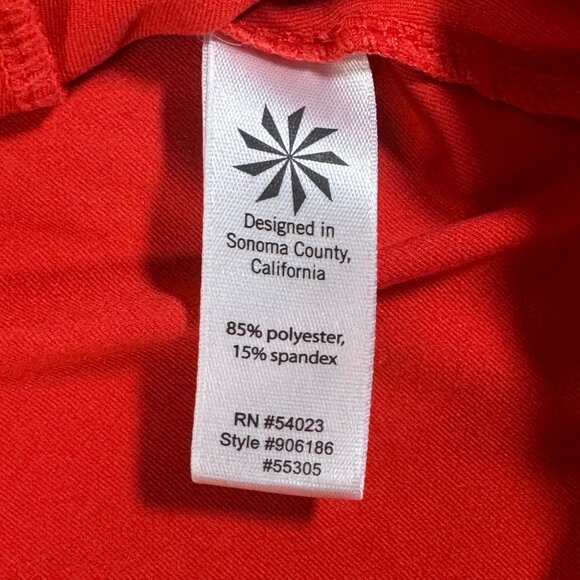 Designed in
Sonoma County,
California
85% polyester,
15% spandex
RN #54023
Style #906186
#55305